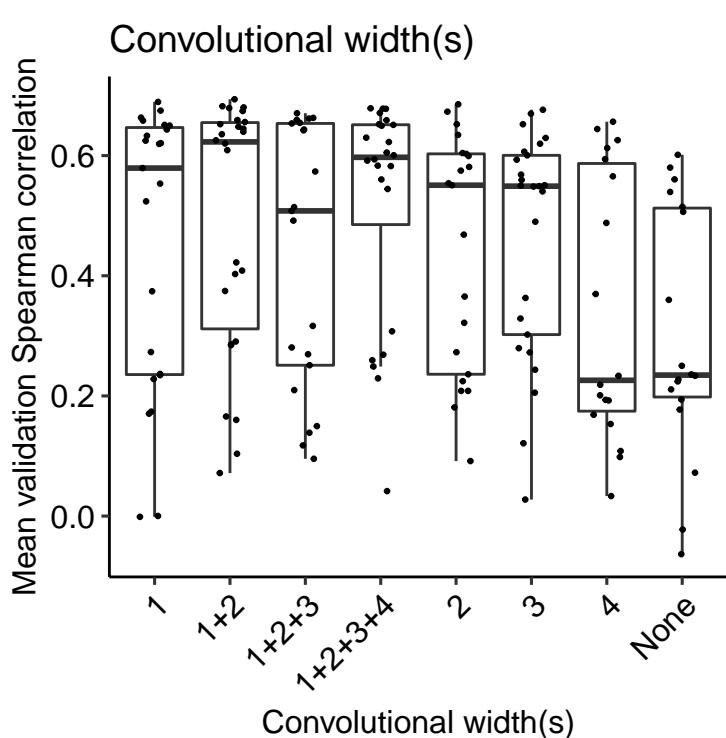 Convolutional width(s)
Mean validation Spearman correlation
0.6
0.4
0.2
0.0
1
1+2
1+2+3
1+2+3+4
2
3
4
None
Convolutional width(s)